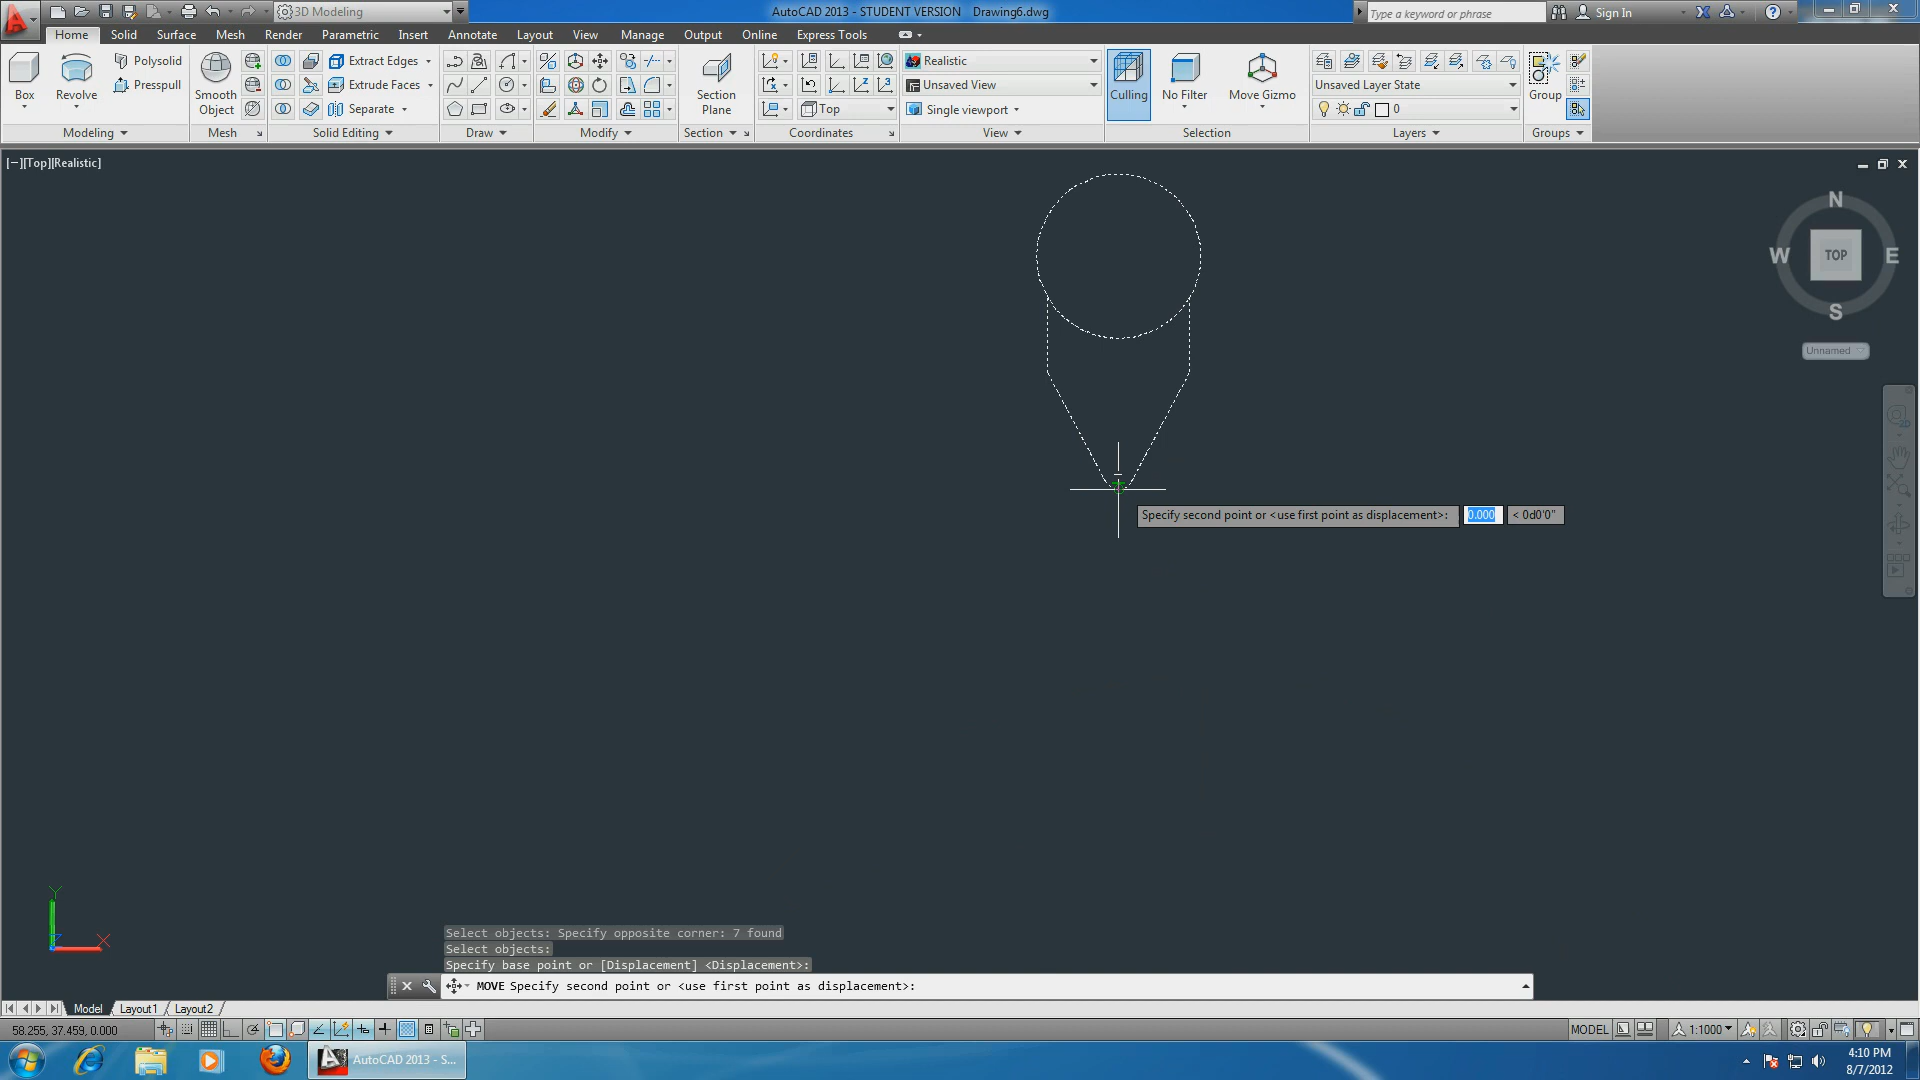 3D Modeling
AutoCAD 2013 - STUDENT VERSION Drawing6.dwg
Type a keyword or phrase
Sign In
Home Solid Surface Mesh Render Parametric Insert Annotate Layout View Manage Output Online Express Tools
Box
Revolve
Polysolid
Presspull
Modeling
Smooth
Object
Mesh
Extract Edges
Extrude Faces
Separate
Solid Editing
Draw
Modify
Section
Plane
Section
Top
Coordinates
Realistic
Unsaved View
Single viewport
View
Culling
No Filter
Move Gizmo
Selection
Unsaved Layer State
0
Layers
Group
Groups
[−][Top][Realistic]
N
W TOP E
S
Unnamed
Specify second point or <use first point as displacement>: 0.000 < 0d0'0"
Y
X
Select objects: Specify opposite corner: 7 found
Select objects:
Specify base point or [Displacement] <Displacement>:
MOVE Specify second point or <use first point as displacement>:
Model Layout1 Layout2
58.255, 37.459, 0.000
MODEL
1:1000
AutoCAD 2013 - S...
4:10 PM
8/7/2012